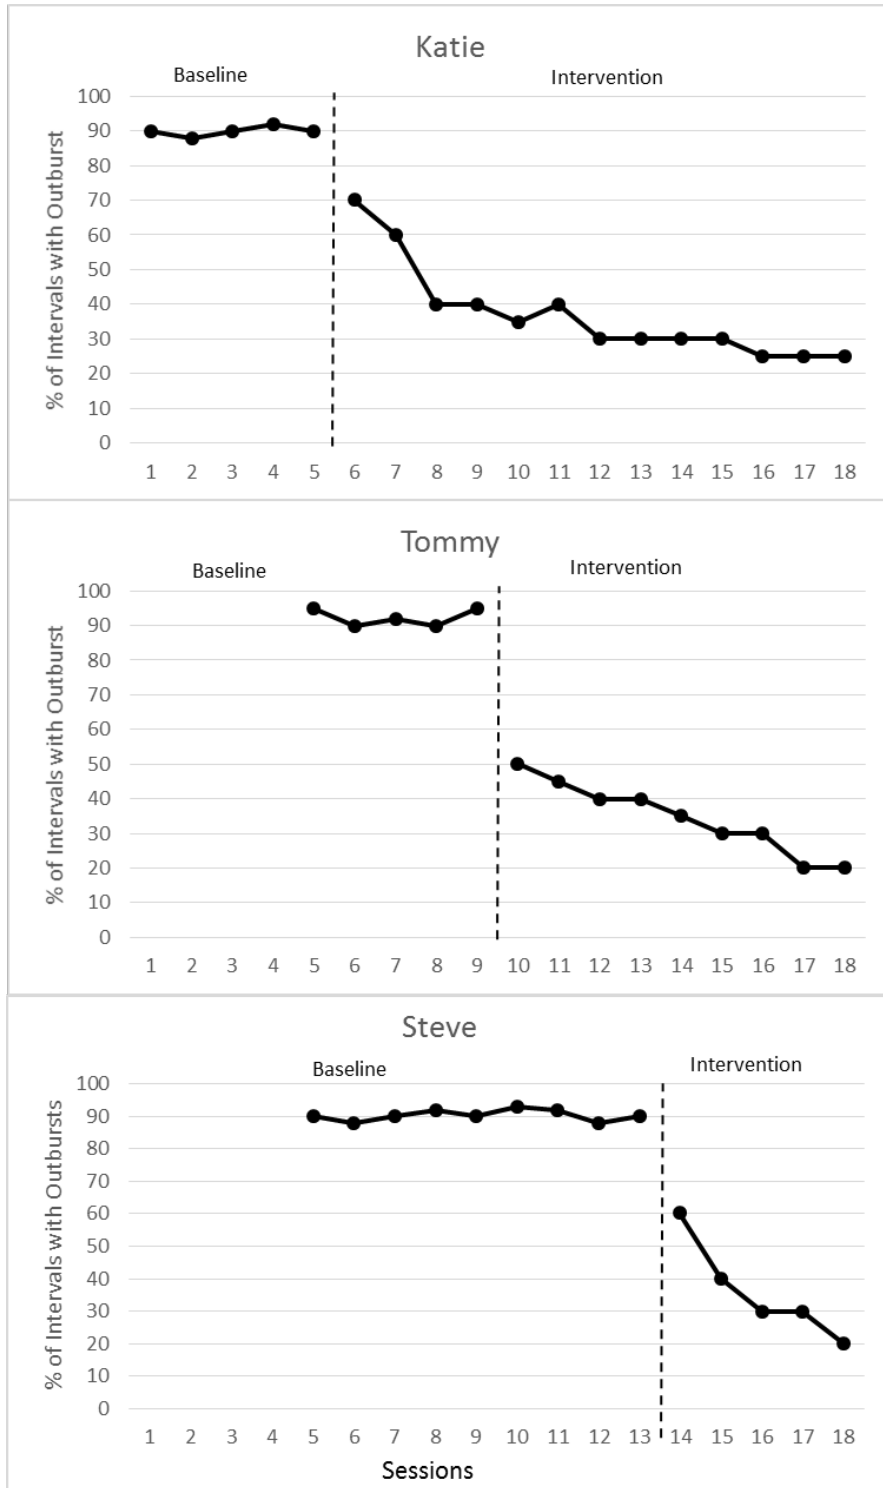 Katie
Baseline Intervention
% of Intervals with Outburst
100
90
80
70
60
50
40
30
20
10
0
1 2 3 4 5 6 7 8 9 10 11 12 13 14 15 16 17 18
Tommy
Baseline Intervention
% of Intervals with Outburst
100
90
80
70
60
50
40
30
20
10
0
1 2 3 4 5 6 7 8 9 10 11 12 13 14 15 16 17 18
Steve
Baseline Intervention
% of Intervals with Outbursts
100
90
80
70
60
50
40
30
20
10
0
1 2 3 4 5 6 7 8 9 10 11 12 13 14 15 16 17 18
Sessions